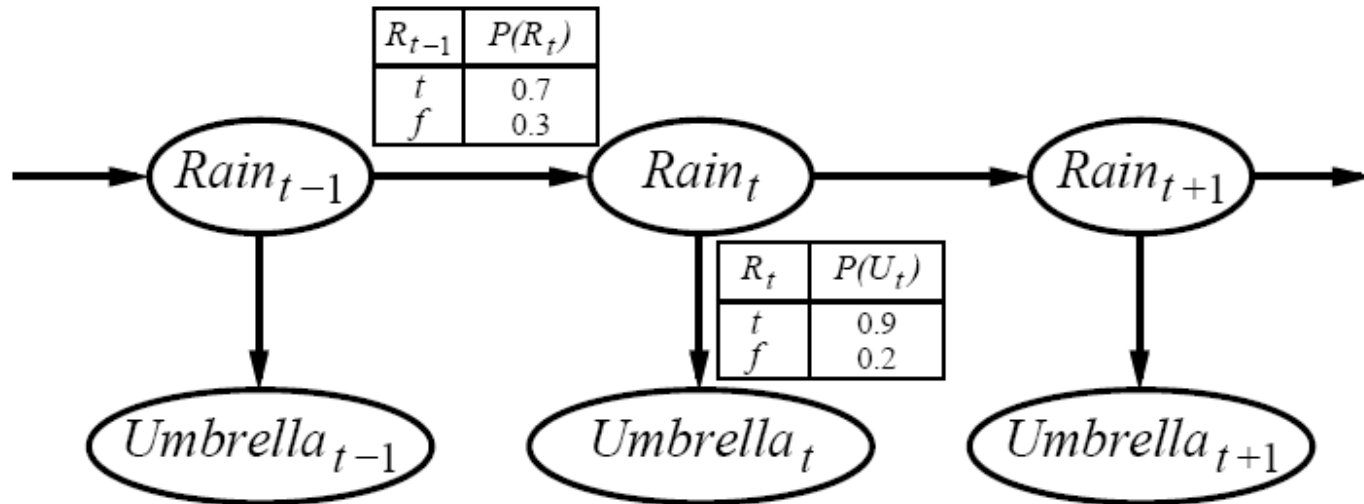 R_{t-1} P(R_t)
t 0.7
f 0.3
Rain_{t-1} Rain_t Rain_{t+1}
R_t P(U_t)
t 0.9
f 0.2
Umbrella_{t-1} Umbrella_t Umbrella_{t+1}